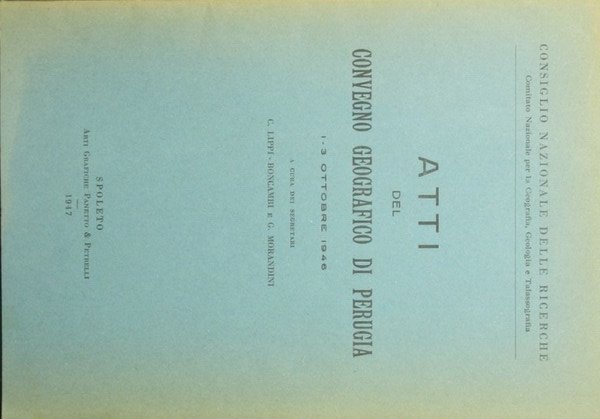 CONSIGLIO NAZIONALE DELLE RICERCHE
Comitato Nazionale per la Geografia, Geologia e Talassografia
ATTI
DEL
CONVEGNO GEOGRAFICO DI PERUGIA
1-3 OTTOBRE 1946
A CURA DEI SEGRETARI
C. LIPPI-BONCAMBI E G. MORANDINI
SPOLETO
ARTI GRAFICHE PANETTO & PETRELLI
1947